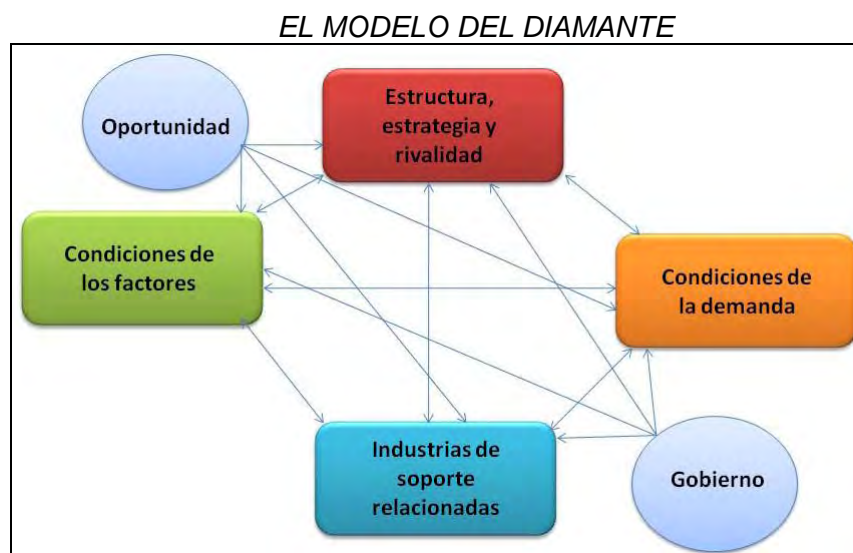 EL MODELO DEL DIAMANTE
Oportunidad
Estructura,
estrategia y
rivalidad
Condiciones de
los factores
Condiciones de
la demanda
Industrias de
soporte
relacionadas
Gobierno